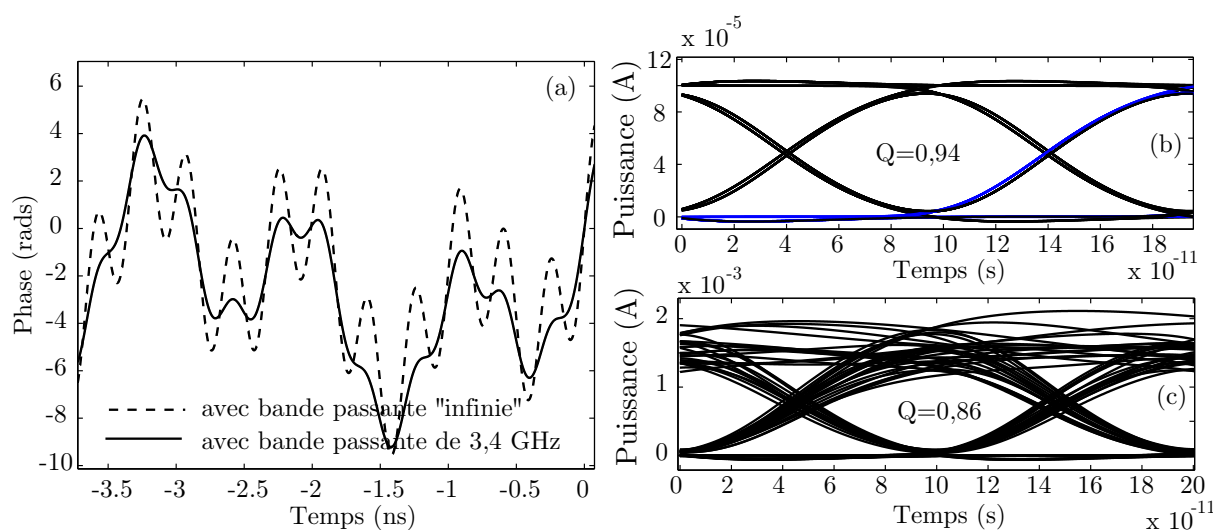 6
4
2
0
-2
-4
-6
-8
-10
Phase (rads)
(a)
avec bande passante "infinie"
avec bande passante de 3,4 GHz
-3.5 -3 -2.5 -2 -1.5 -1 -0.5 0
Temps (ns)
x 10-5
12
8
4
0
Puissance (A)
Q=0,94
(b)
0 2 4 6 8 10 12 14 16 18
Temps (s)
x 10-11
x 10-3
2
1
0
Puissance (A)
Q=0,86
(c)
0 2 4 6 8 10 12 14 16 18 20
Temps (s)
x 10-11